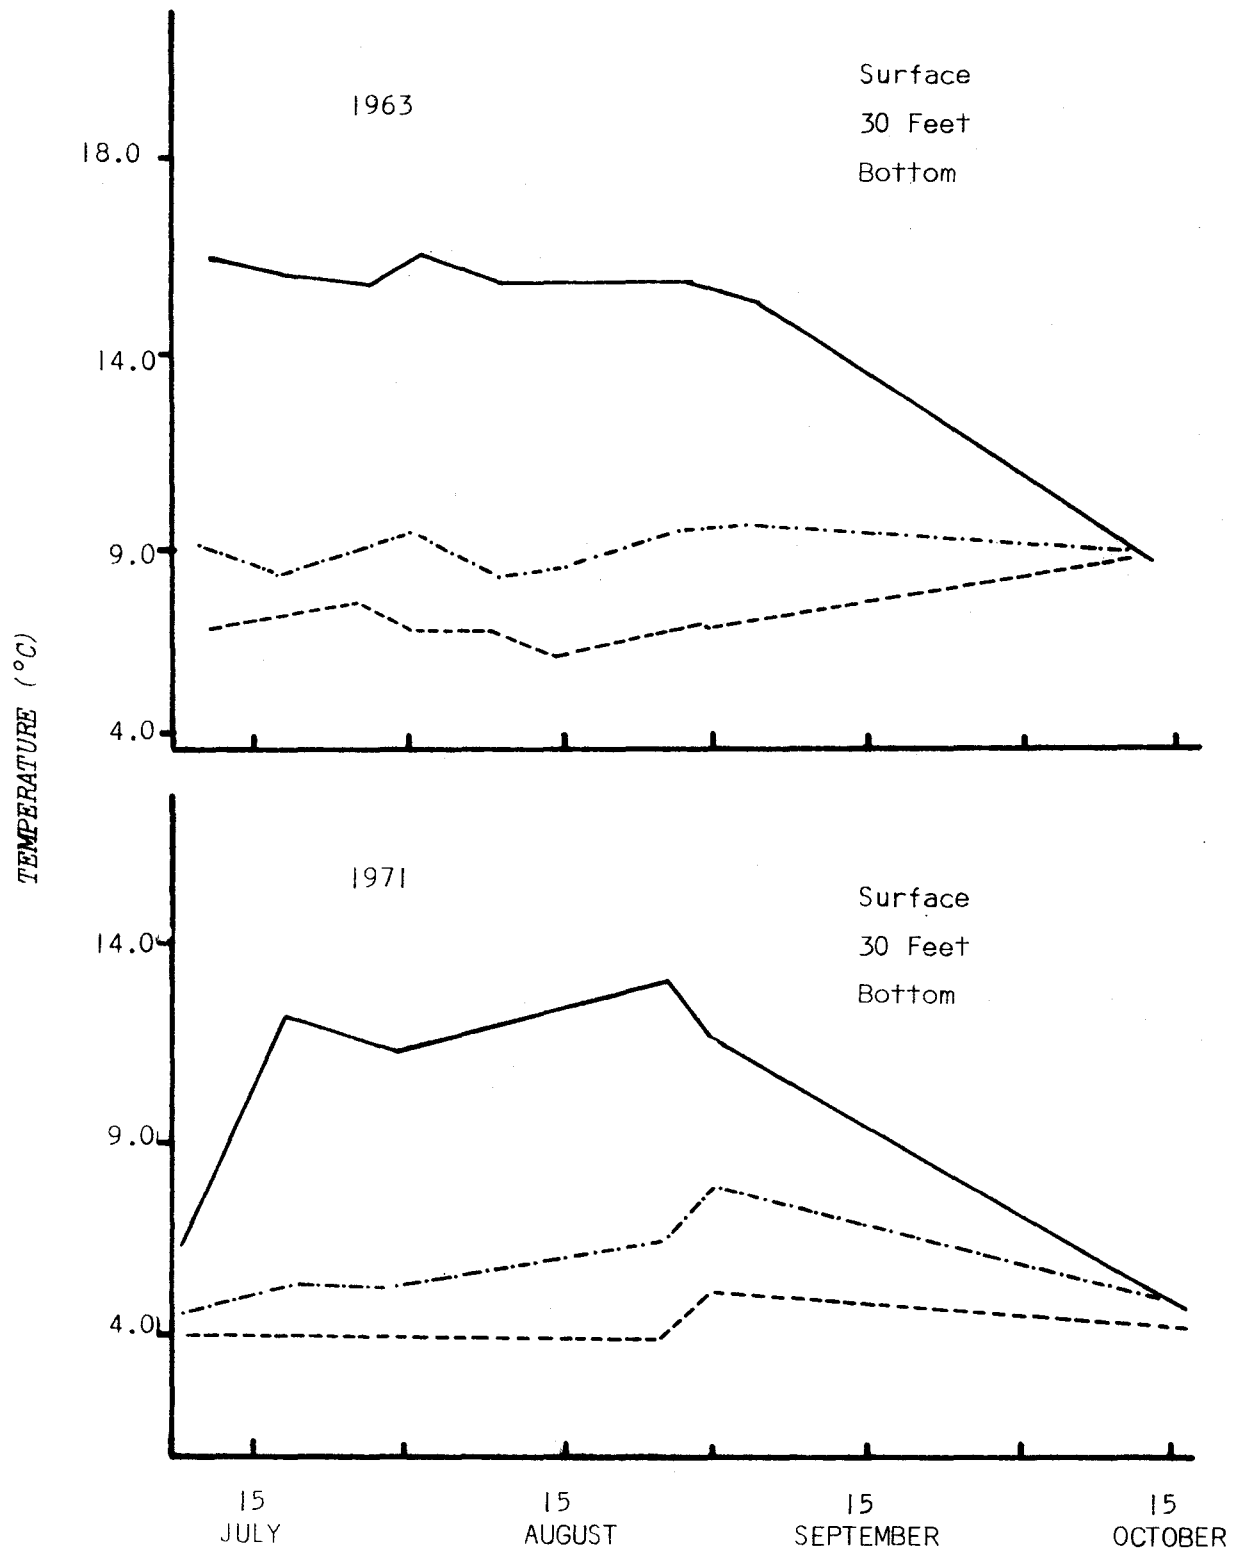 TEMPERATURE (°C)
1963
Surface
30 Feet
Bottom
18.0
14.0
9.0
4.0
1971
Surface
30 Feet
Bottom
14.0
9.0
4.0
15 15 15 15
JULY AUGUST SEPTEMBER OCTOBER